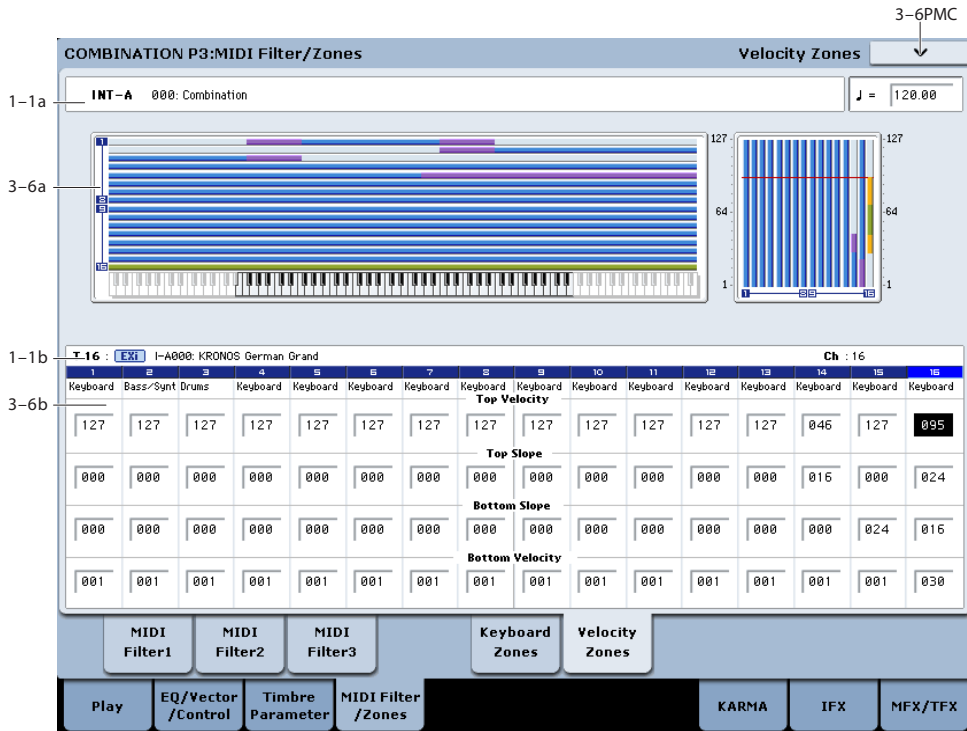 3–6PMC
COMBINATION P3:MIDI Filter/Zones Velocity Zones
1–1a INT-A 000: Combination ♩ = 120.00
3–6a
1
8
9
16
127
64
1
127
64
1
1 8 9 16
1–1b T 16 : EXi I-A000: KRONOS German Grand Ch : 16
1 2 3 4 5 6 7 8 9 10 11 12 13 14 15 16
Keyboard Bass/Synt Drums Keyboard Keyboard Keyboard Keyboard Keyboard Keyboard Keyboard Keyboard Keyboard Keyboard Keyboard Keyboard Keyboard
3–6b
Top Velocity
127 127 127 127 127 127 127 127 127 127 127 127 127 046 127 095
Top Slope
000 000 000 000 000 000 000 000 000 000 000 000 000 016 000 024
Bottom Slope
000 000 000 000 000 000 000 000 000 000 000 000 000 000 024 016
Bottom Velocity
001 001 001 001 001 001 001 001 001 001 001 001 001 001 001 030
MIDI Filter1 MIDI Filter2 MIDI Filter3 Keyboard Zones Velocity Zones
Play EQ/Vector /Control Timbre Parameter MIDI Filter /Zones KARMA IFX MFX/TFX